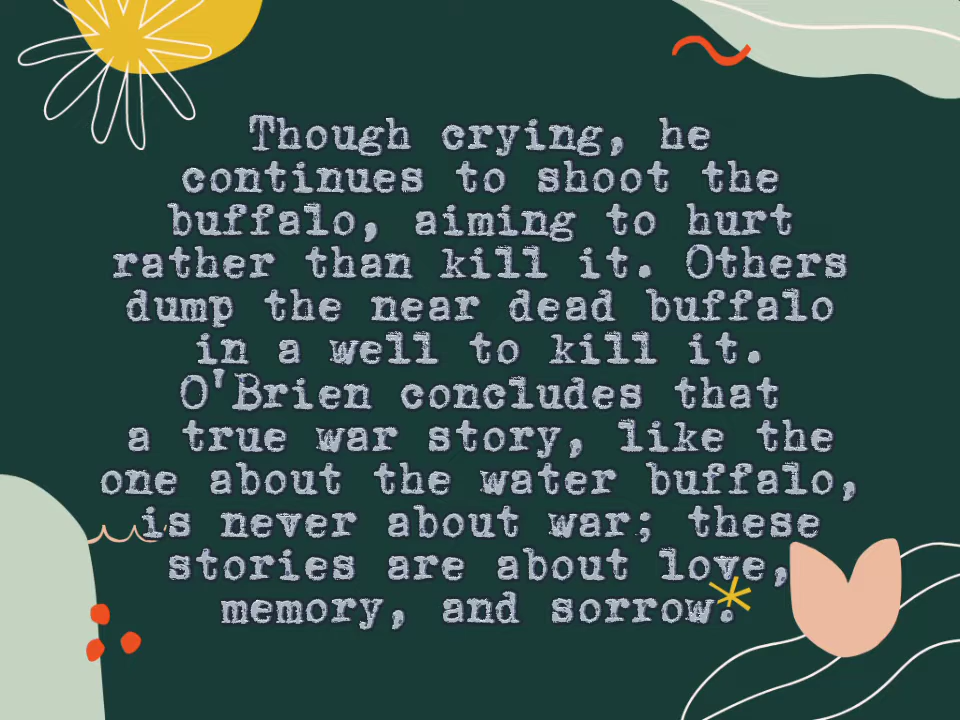 Though crying, he
continues to shoot the
buffalo, aiming to hurt
rather than kill it. Others
dump the near dead buffalo
in a well to kill it.
O'Brien concludes that
a true war story, like the
one about the water buffalo,
is never about war; these
stories are about love,
memory, and sorrow.